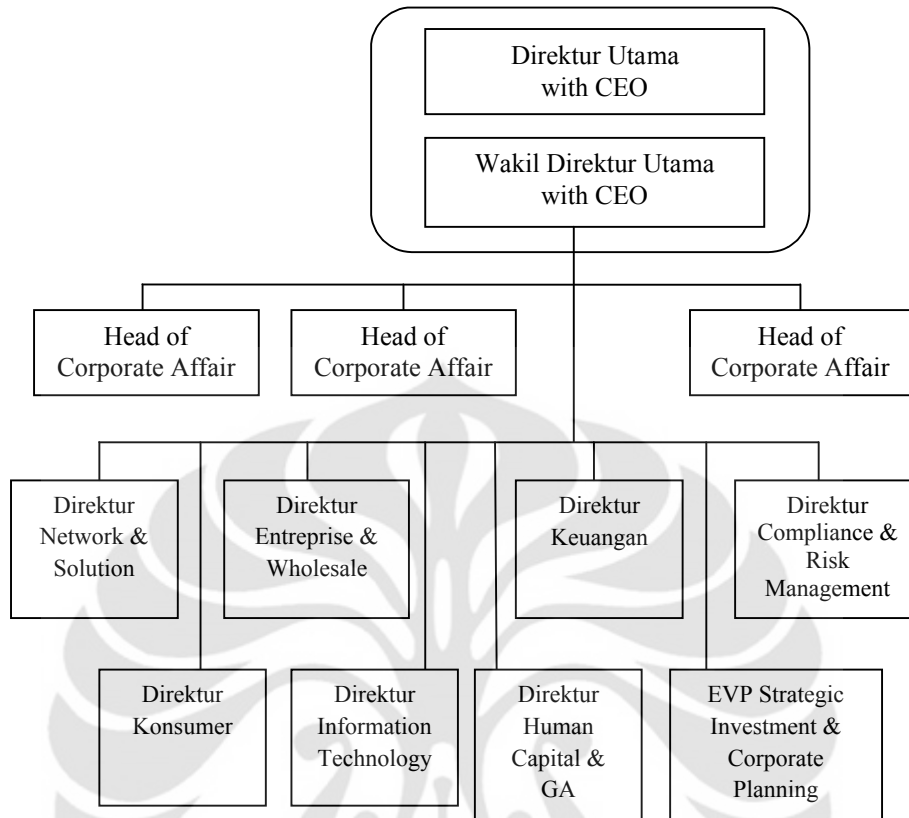 Direktur Utama
with CEO
Wakil Direktur Utama
with CEO
Head of
Corporate Affair
Head of
Corporate Affair
Head of
Corporate Affair
Direktur
Network &
Solution
Direktur
Entreprise &
Wholesale
Direktur
Keuangan
Direktur
Compliance &
Risk
Management
Direktur
Konsumer
Direktur
Information
Technology
Direktur
Human
Capital &
GA
EVP Strategic
Investment &
Corporate
Planning